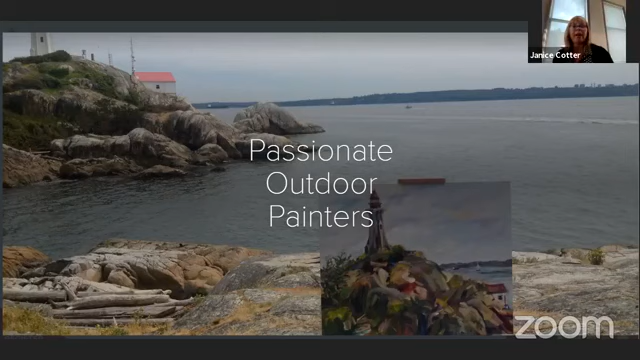 Janice Cotter
Passionate
Outdoor
Painters
zoom